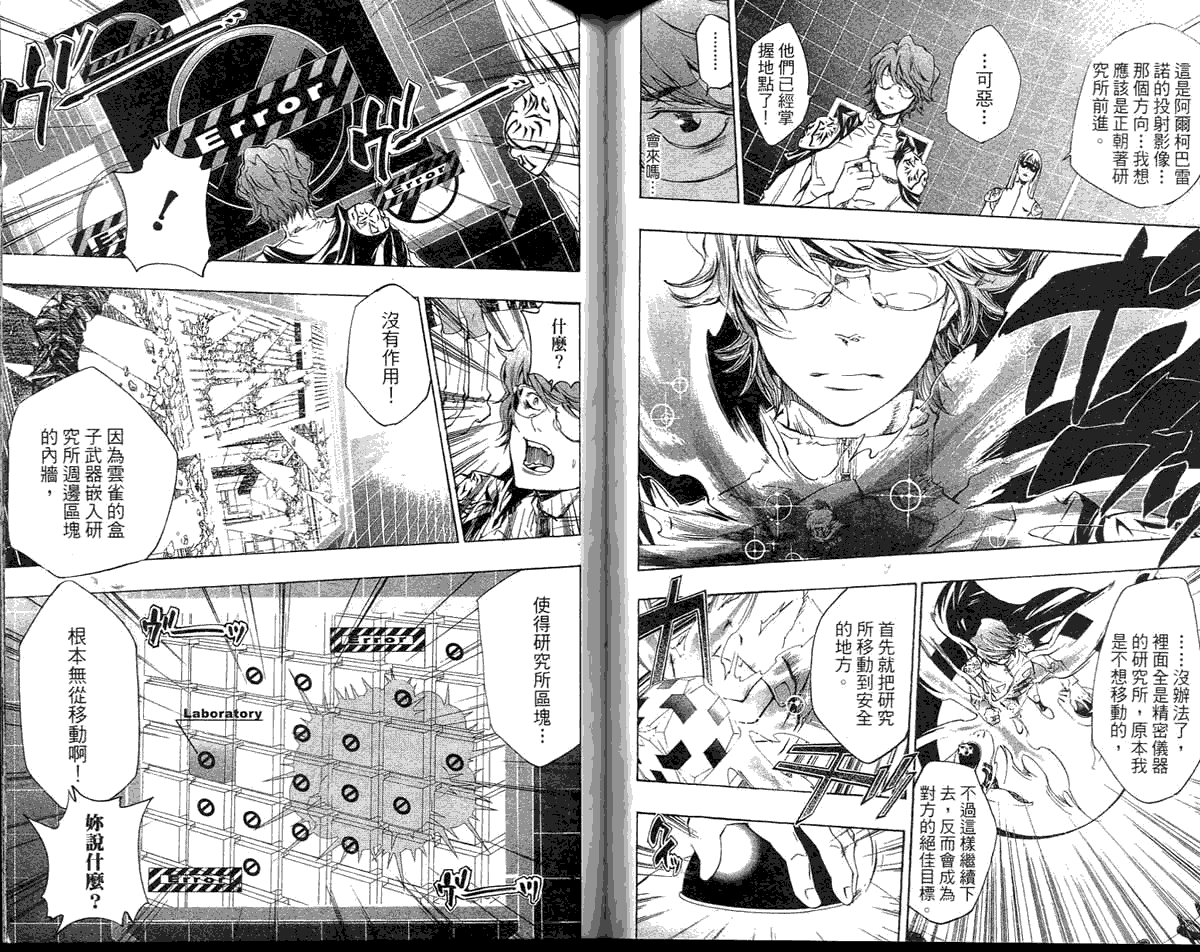 這是阿爾柯巴雷
諾的投射影像…
那個方向…我想
應該是正朝著研
究所前進。
…可惡…
他們已經掌
握地點了！
………
會來嗎…
……沒辦法了，
裡面全是精密儀器
的研究所，原本我
是不想移動的，
不過這樣繼續下
去，反而會成為
對方的絕佳目標。
首先就把研究
所移動到安全
的地方。
Error
Error
！
什麼？
沒有作用！
因為雲雀的盒
子武器嵌入研
究所週邊區塊
的內牆，
使得研究所區塊…
Error
Laboratory
Error
根本無從移動啊！
妳說什麼？